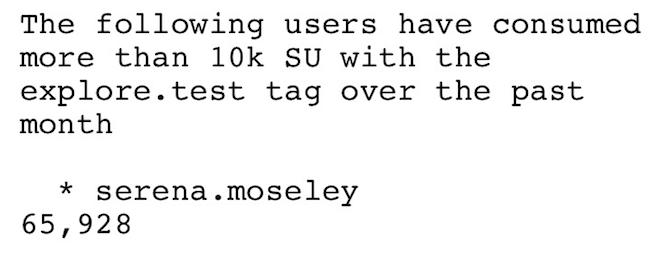 The following users have consumed
more than 10k SU with the
explore.test tag over the past
month
* serena.moseley
65,928